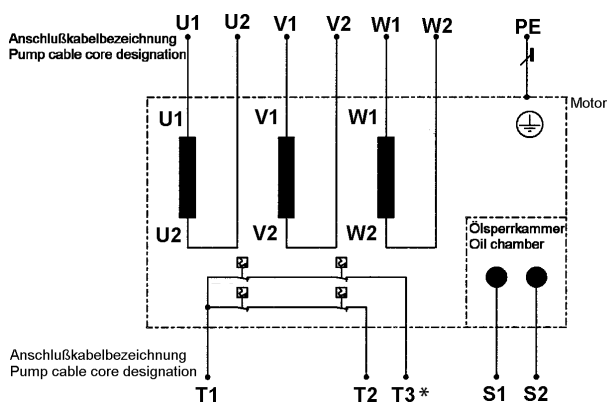 U1 U2 V1 V2 W1 W2 PE
Anschlußkabelbezeichnung
Pump cable core designation
Motor
U1 V1 W1
U2 V2 W2
Ölsperrkammer
Oil chamber
Anschlußkabelbezeichnung
Pump cable core designation
T1 T2 T3 * S1 S2